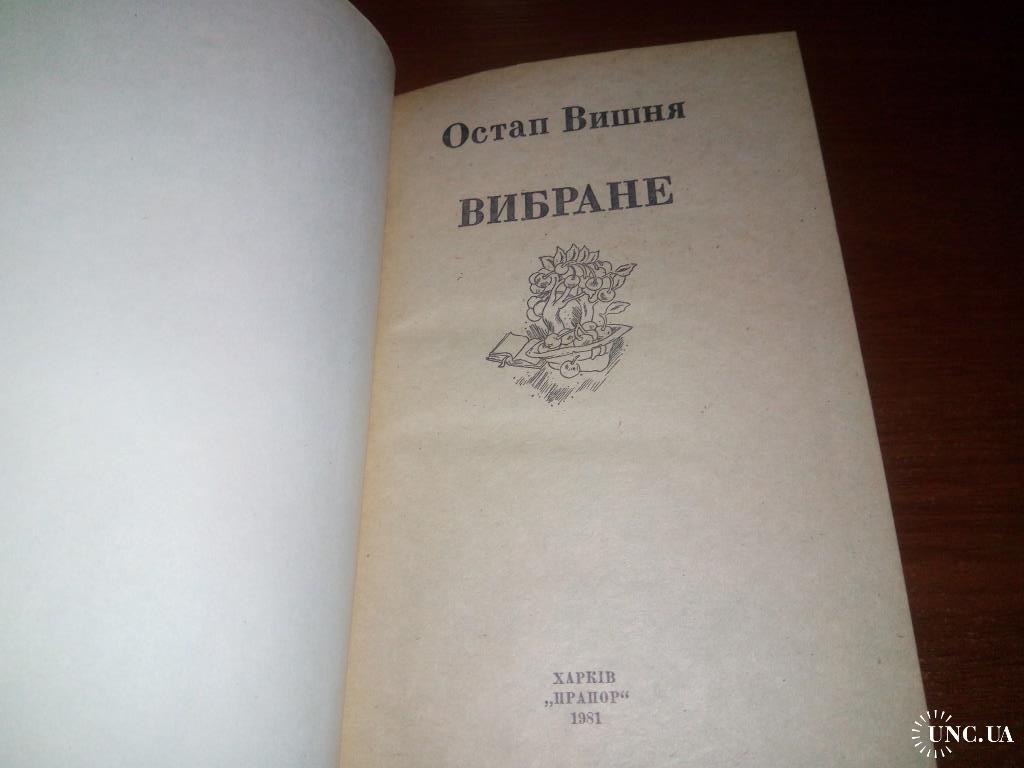 Остап Вишня
ВИБРАНЕ
ХАРКІВ
„ПРАПОР“
1981
UNC.UA